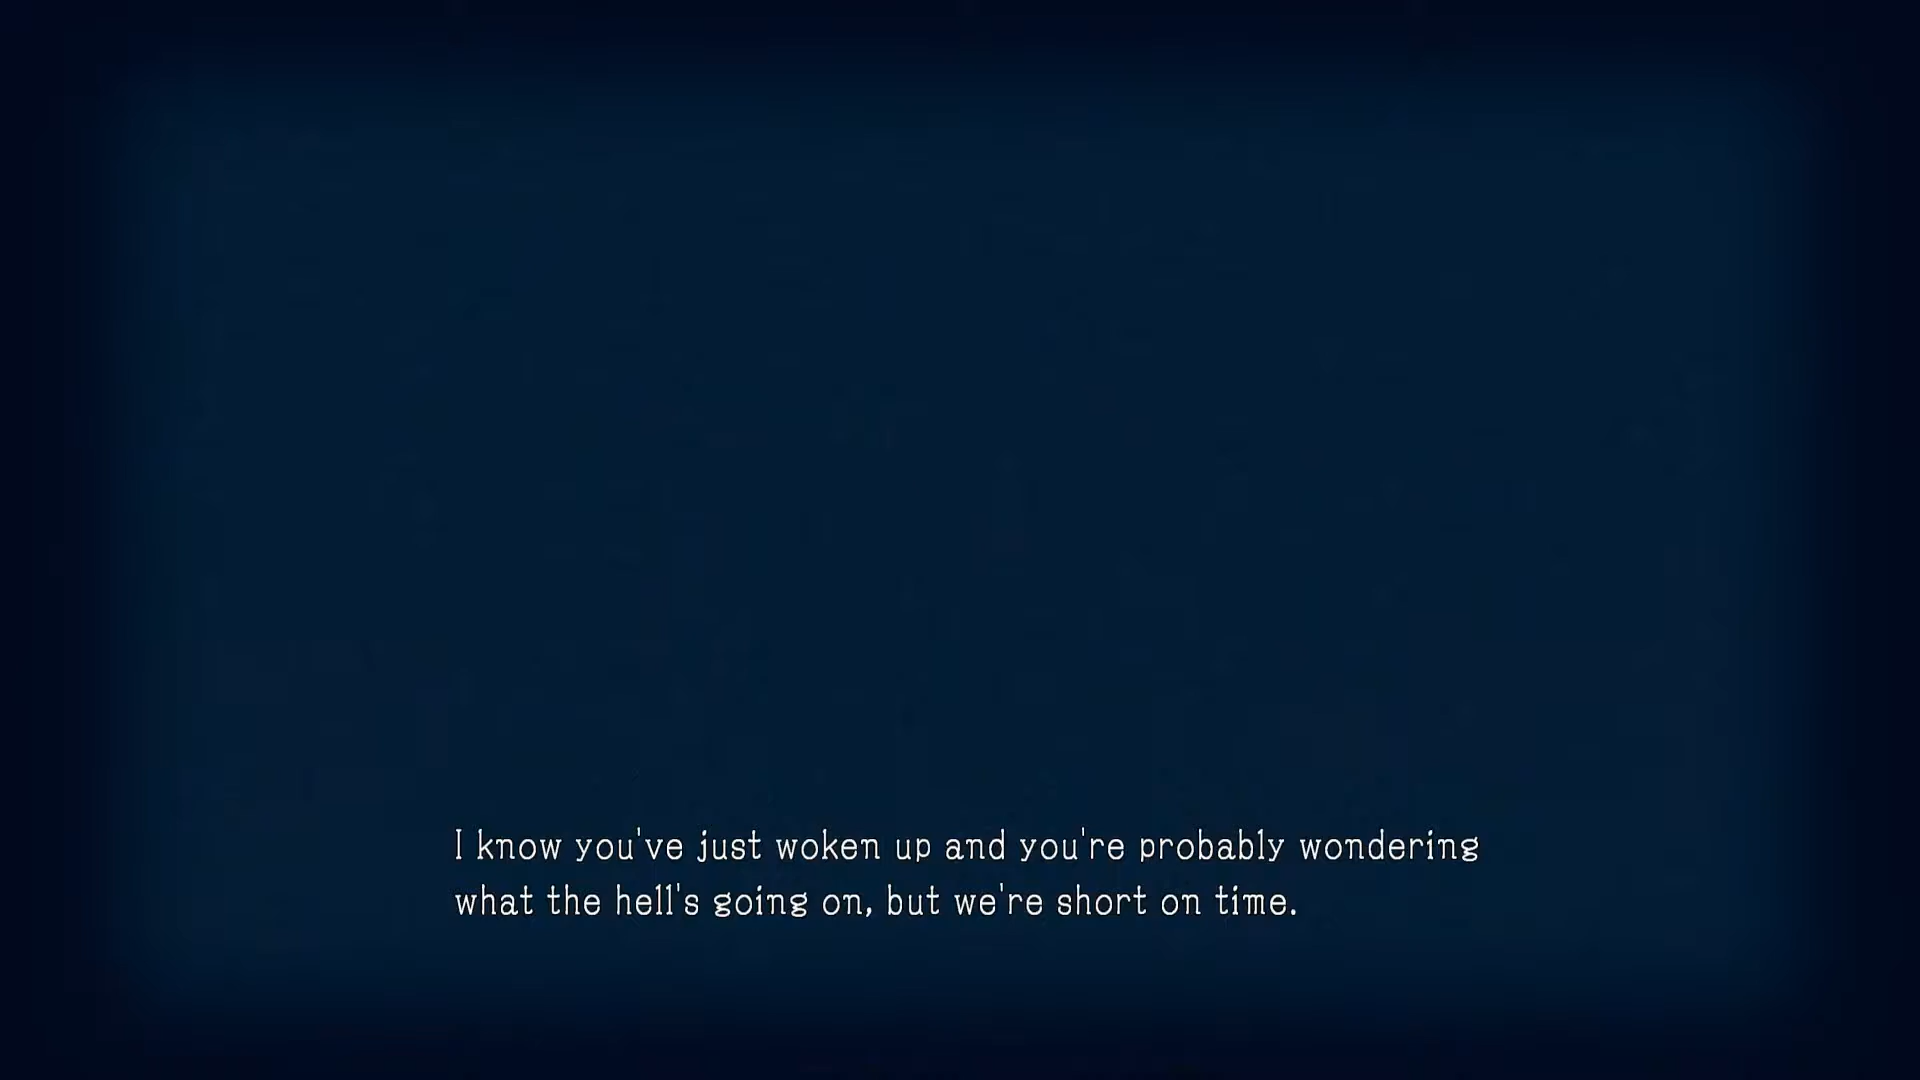 I know you've just woken up and you're probably wondering
what the hell's going on, but we're short on time.